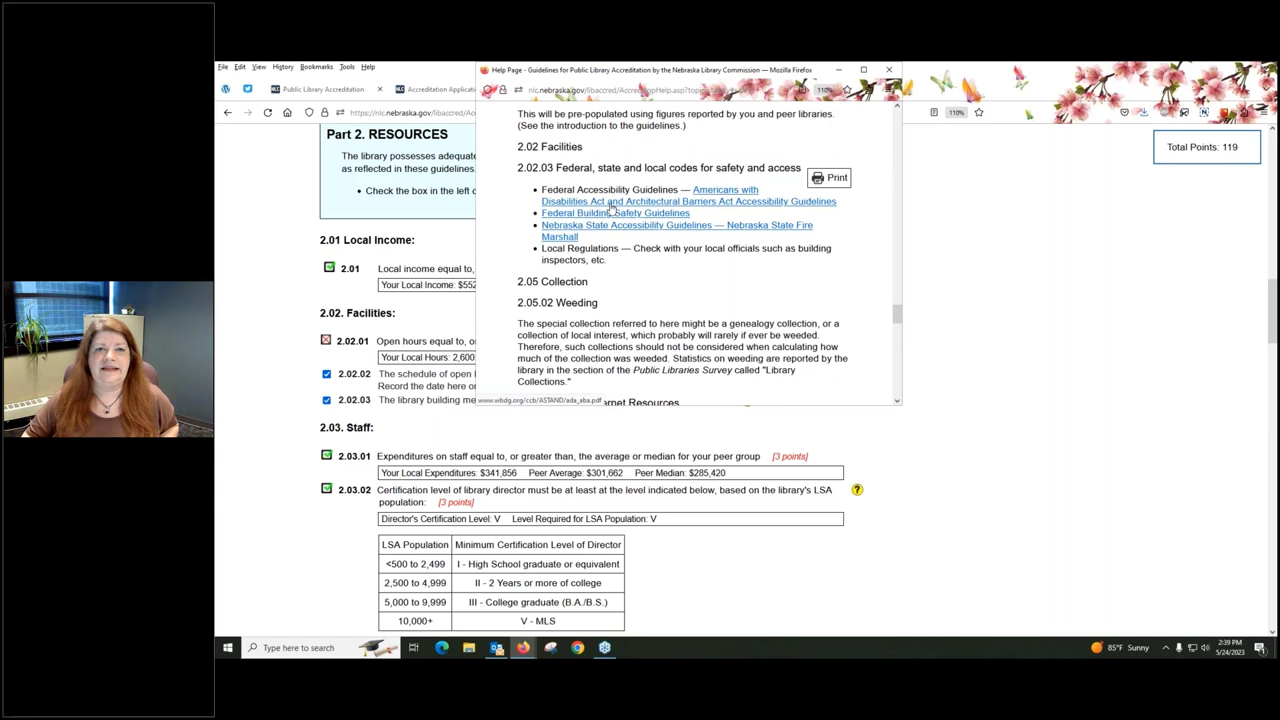 File Edit View History Bookmarks Tools Help
Public Library Accreditation
Accreditation Applicati
https://nlc.nebraska.gov/libaccred/Ac
110%
Help Page - Guidelines for Public Library Accreditation by the Nebraska Library Commission — Mozilla Firefox
110%
This will be pre-populated using figures reported by you and peer libraries.
(See the introduction to the guidelines.)
2.02 Facilities
2.02.03 Federal, state and local codes for safety and access
Print
Federal Accessibility Guidelines — Americans with
Disabilities Act and Architectural Barriers Act Accessibility Guidelines
Federal Building Safety Guidelines
Nebraska State Accessibility Guidelines — Nebraska State Fire
Marshall
Local Regulations — Check with your local officials such as building
inspectors, etc.
2.05 Collection
2.05.02 Weeding
The special collection referred to here might be a genealogy collection, or a
collection of local interest, which probably will rarely if ever be weeded.
Therefore, such collections should not be considered when calculating how
much of the collection was weeded. Statistics on weeding are reported by the
library in the section of the Public Libraries Survey called "Library
Collections."
www.wbdg.org/ccb/ASTAND/ada_aba.pdf
ernet Resources
Total Points: 119
Part 2. RESOURCES
The library possesses adequate
as reflected in these guidelines.
Check the box in the left c
2.01 Local Income:
2.01 Local income equal to,
Your Local Income: $552
2.02. Facilities:
2.02.01 Open hours equal to, o
Your Local Hours: 2,600
2.02.02 The schedule of open
Record the date here or
2.02.03 The library building me
2.03. Staff:
2.03.01 Expenditures on staff equal to, or greater than, the average or median for your peer group [3 points]
Your Local Expenditures: $341,856 Peer Average: $301,662 Peer Median: $285,420
2.03.02 Certification level of library director must be at least at the level indicated below, based on the library's LSA
population: [3 points]
?
Director's Certification Level: V Level Required for LSA Population: V
LSA Population Minimum Certification Level of Director
<500 to 2,499 I - High School graduate or equivalent
2,500 to 4,999 II - 2 Years or more of college
5,000 to 9,999 III - College graduate (B.A./B.S.)
10,000+ V - MLS
Type here to search
85°F Sunny
2:39 PM
5/24/2023